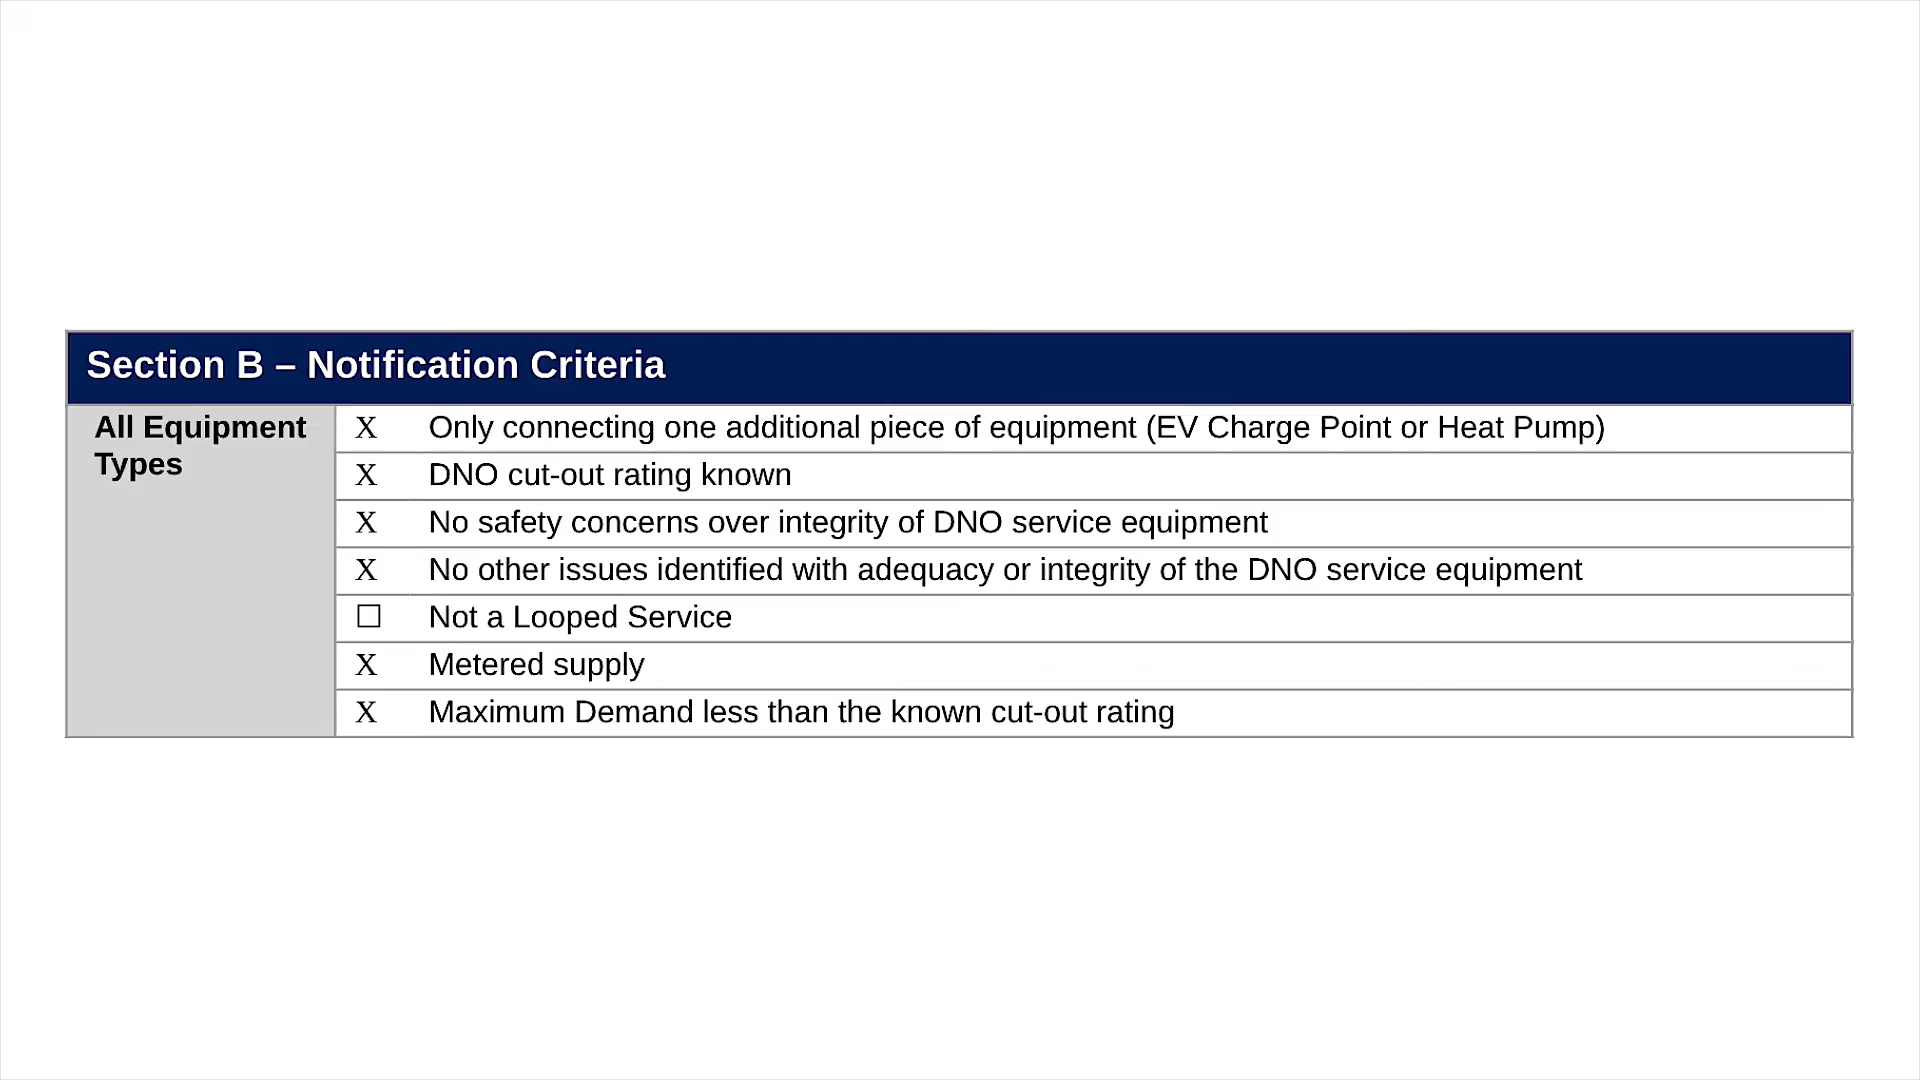 Section B – Notification Criteria
All Equipment
Types
X Only connecting one additional piece of equipment (EV Charge Point or Heat Pump)
X DNO cut-out rating known
X No safety concerns over integrity of DNO service equipment
X No other issues identified with adequacy or integrity of the DNO service equipment
☐ Not a Looped Service
X Metered supply
X Maximum Demand less than the known cut-out rating